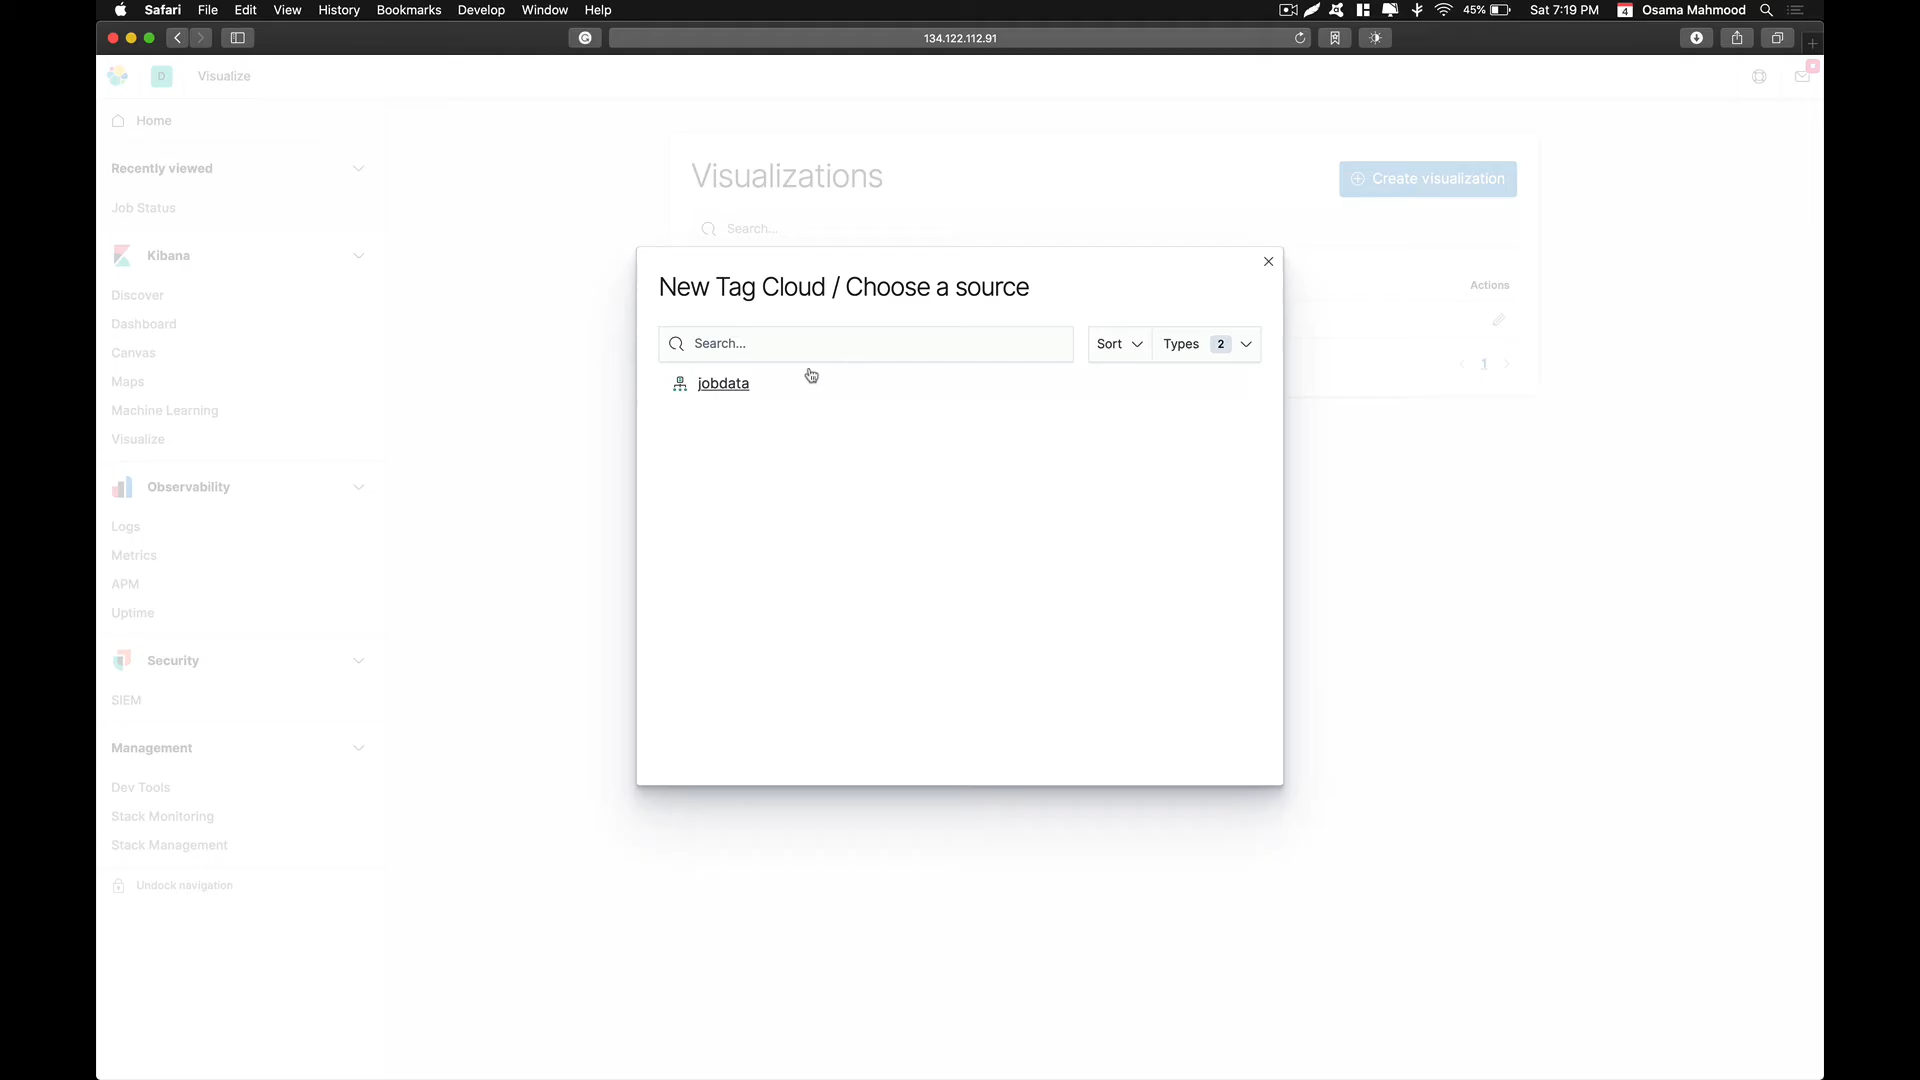 Safari File Edit View History Bookmarks Develop Window Help 45% Sat 7:19 PM 4 Osama Mahmood
134.122.112.91
D Visualize
Home
Recently viewed
Job Status
Kibana
Discover
Dashboard
Canvas
Maps
Machine Learning
Visualize
Observability
Logs
Metrics
APM
Uptime
Security
SIEM
Management
Dev Tools
Stack Monitoring
Stack Management
Undock navigation
Visualizations
Create visualization
Search...
Actions
1
New Tag Cloud / Choose a source
Search...
Sort
Types 2
jobdata